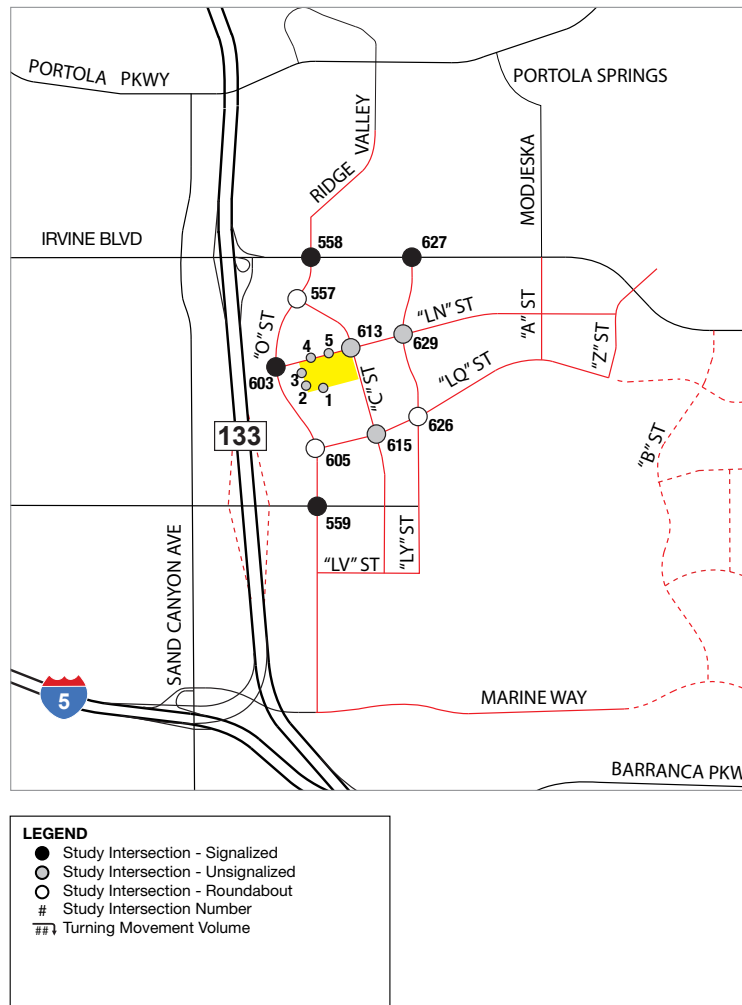 PORTOLA PKWY
PORTOLA SPRINGS
RIDGE VALLEY
MODJESKA
IRVINE BLVD
558
627
557
"O" ST
613
"LN" ST
629
"A" ST
"Z" ST
4
5
603
3
2
1
"C" ST
"LQ" ST
626
133
605
615
"B" ST
559
"LY" ST
"LV" ST
SAND CANYON AVE
5
MARINE WAY
BARRANCA PKW
LEGEND
Study Intersection - Signalized
Study Intersection - Unsignalized
Study Intersection - Roundabout
# Study Intersection Number
## Turning Movement Volume